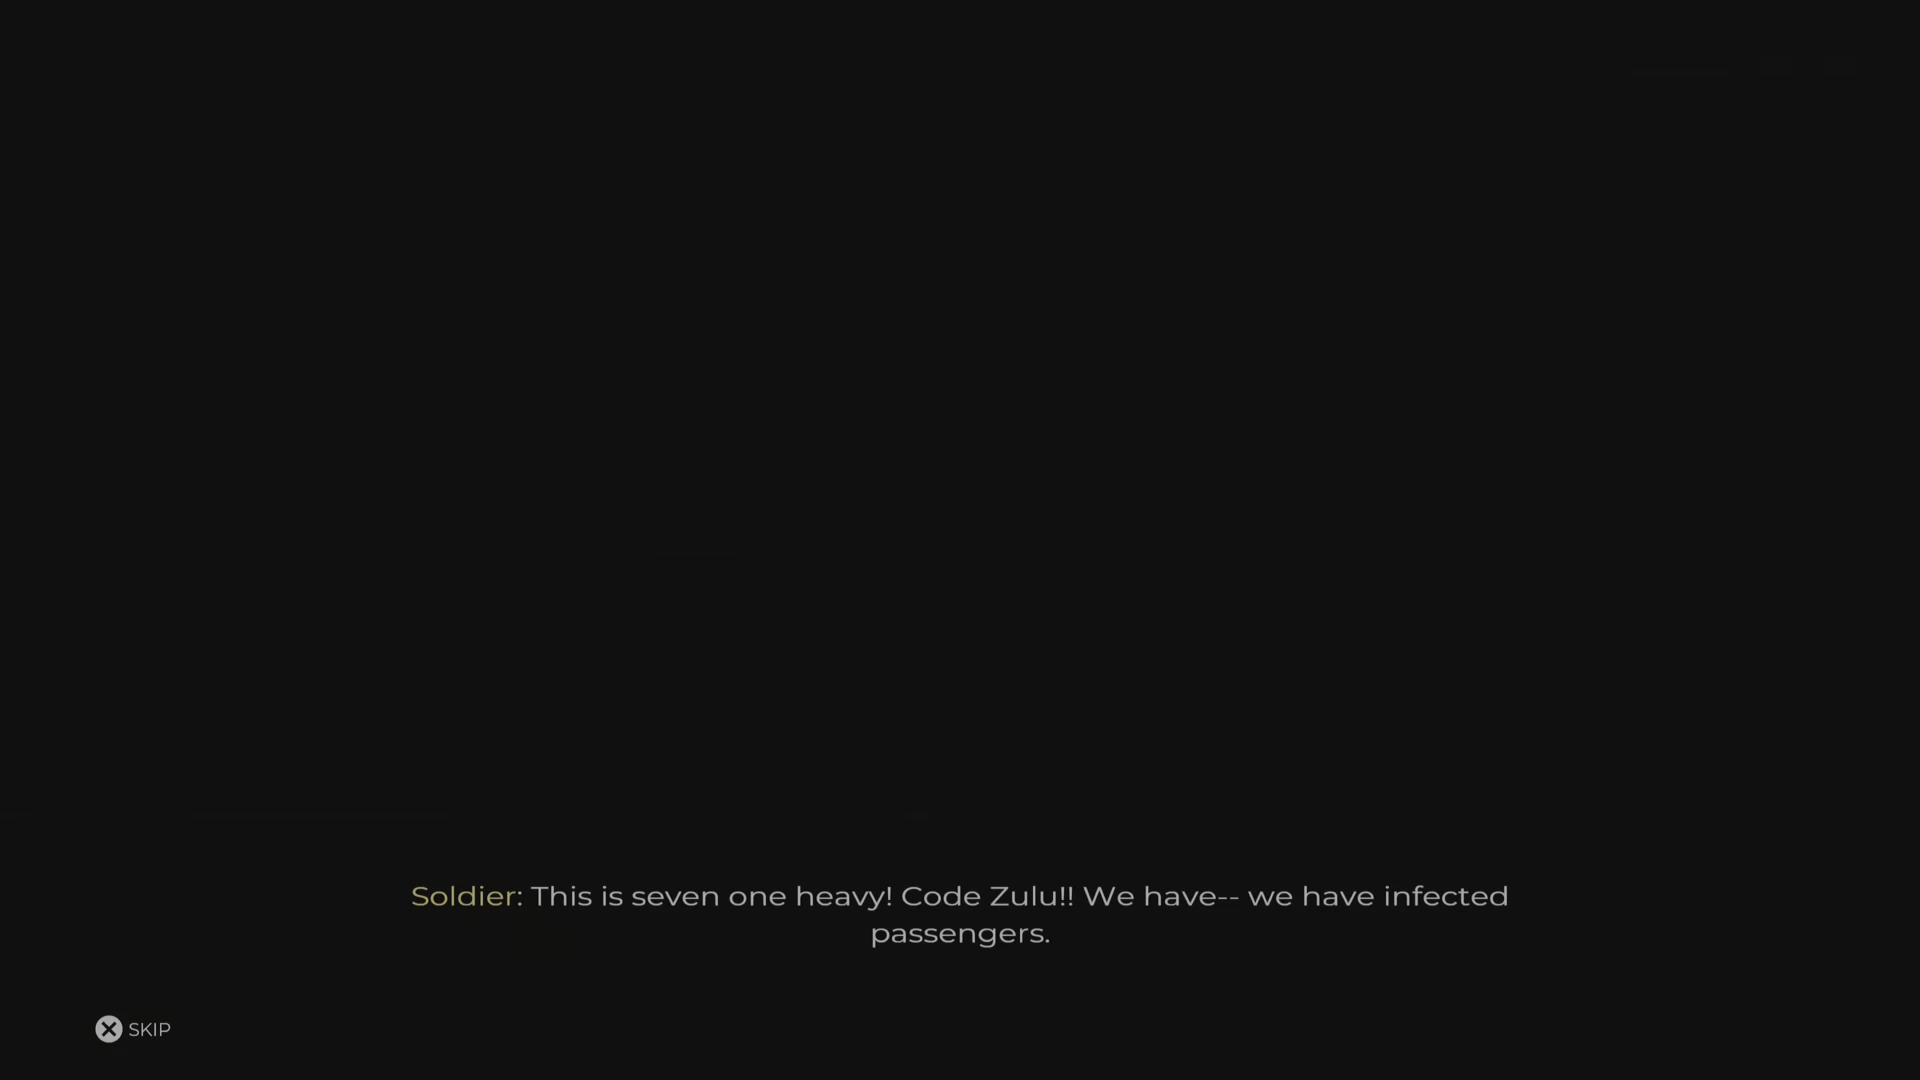 Soldier: This is seven one heavy! Code Zulu!! We have-- we have infected
passengers.
SKIP